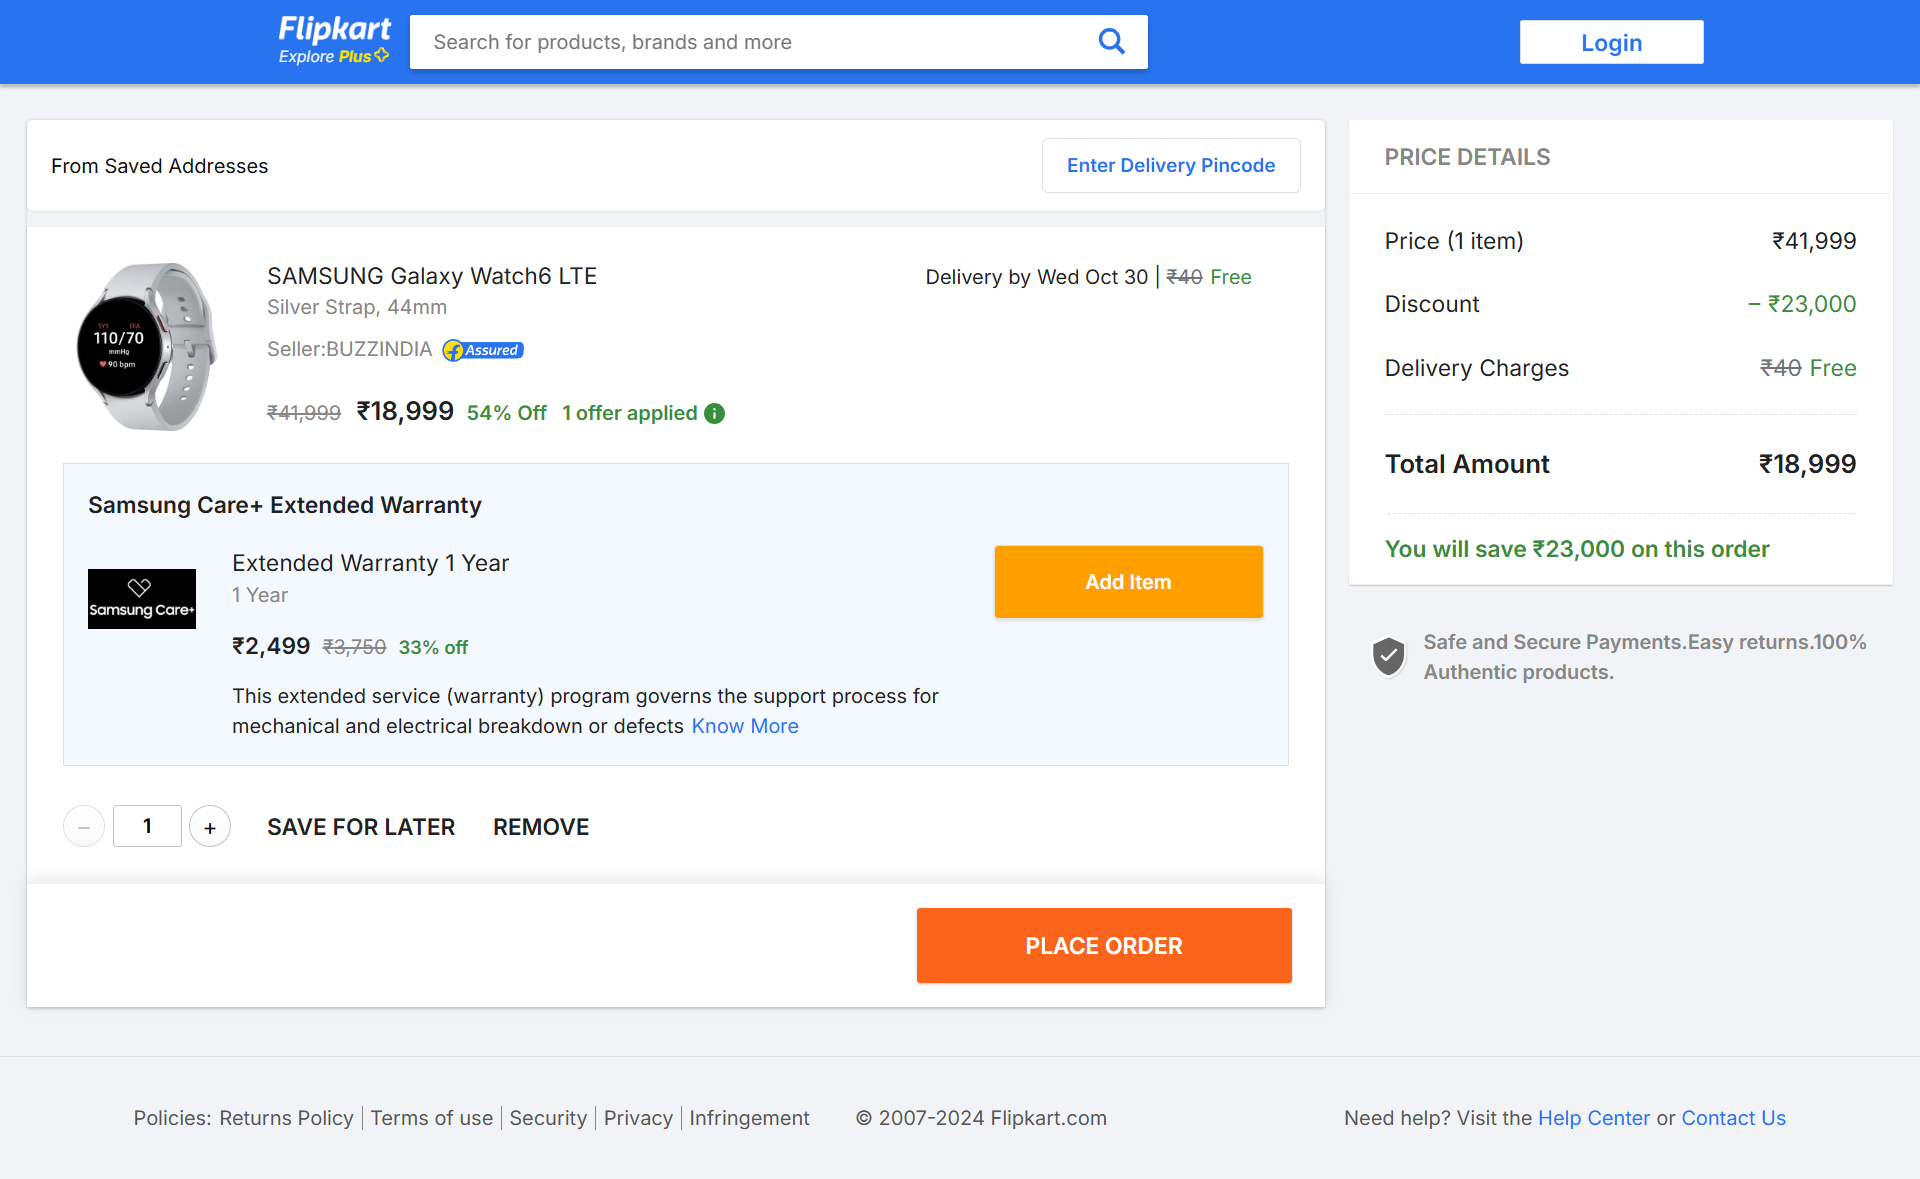 Flipkart
Explore Plus
Search for products, brands and more
Login
From Saved Addresses
Enter Delivery Pincode
SYS DIA
110/70
mmHg
90 bpm
SAMSUNG Galaxy Watch6 LTE
Silver Strap, 44mm
Seller:BUZZINDIA
Assured
₹41,999 ₹18,999 54% Off 1 offer applied
Delivery by Wed Oct 30 | ₹40 Free
Samsung Care+ Extended Warranty
Samsung Care+
Extended Warranty 1 Year
1 Year
₹2,499 ₹3,750 33% off
This extended service (warranty) program governs the support process for
mechanical and electrical breakdown or defects Know More
Add Item
– 1 +
SAVE FOR LATER
REMOVE
PLACE ORDER
PRICE DETAILS
Price (1 item) ₹41,999
Discount − ₹23,000
Delivery Charges ₹40 Free
Total Amount ₹18,999
You will save ₹23,000 on this order
Safe and Secure Payments.Easy returns.100%
Authentic products.
Policies: Returns Policy | Terms of use | Security | Privacy | Infringement
© 2007-2024 Flipkart.com
Need help? Visit the Help Center or Contact Us